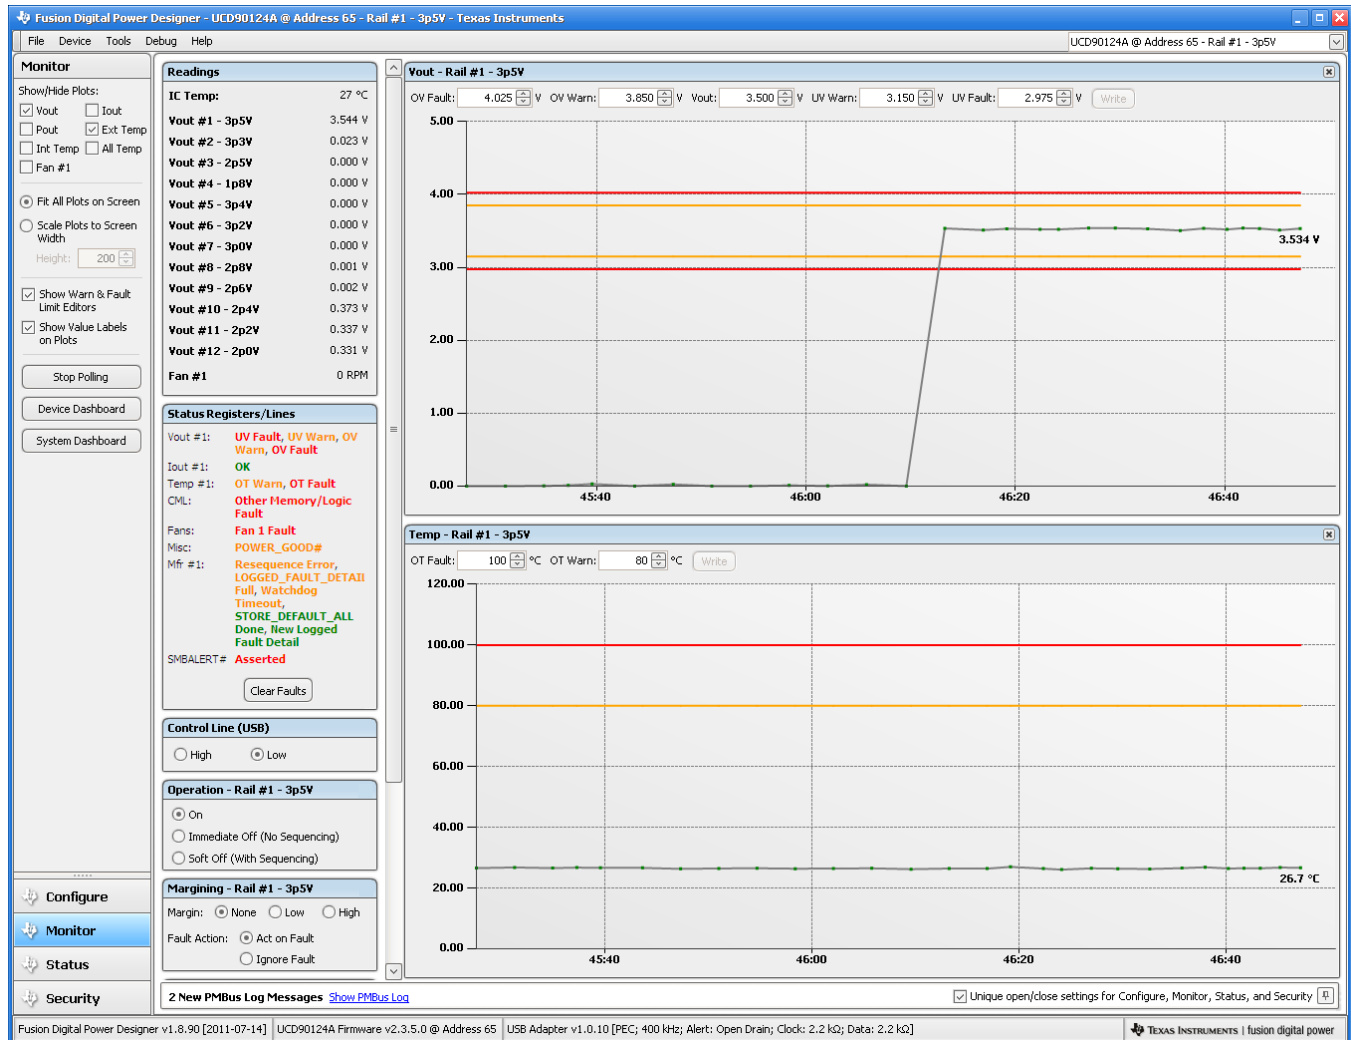 Fusion Digital Power Designer - UCD90124A @ Address 65 - Rail #1 - 3p5V - Texas Instruments
File Device Tools Debug Help
UCD90124A @ Address 65 - Rail #1 - 3p5V
Monitor
Show/Hide Plots:
Vout Iout
Pout Ext Temp
Int Temp All Temp
Fan #1
Fit All Plots on Screen
Scale Plots to Screen
Width
Height: 200
Show Warn & Fault
Limit Editors
Show Value Labels
on Plots
Stop Polling
Device Dashboard
System Dashboard
Configure
Monitor
Status
Security
Readings
IC Temp: 27 °C
Vout #1 - 3p5V 3.544 V
Vout #2 - 3p3V 0.023 V
Vout #3 - 2p5V 0.000 V
Vout #4 - 1p8V 0.000 V
Vout #5 - 3p4V 0.000 V
Vout #6 - 3p2V 0.000 V
Vout #7 - 3p0V 0.000 V
Vout #8 - 2p8V 0.001 V
Vout #9 - 2p6V 0.002 V
Vout #10 - 2p4V 0.373 V
Vout #11 - 2p2V 0.337 V
Vout #12 - 2p0V 0.331 V
Fan #1 0 RPM
Status Registers/Lines
Vout #1: UV Fault, UV Warn, OV
Warn, OV Fault
Iout #1: OK
Temp #1: OT Warn, OT Fault
CML: Other Memory/Logic
Fault
Fans: Fan 1 Fault
Misc: POWER_GOOD#
Mfr #1: Resequence Error,
LOGGED_FAULT_DETAIL
Full, Watchdog
Timeout,
STORE_DEFAULT_ALL
Done, New Logged
Fault Detail
SMBALERT# Asserted
Clear Faults
Control Line (USB)
High Low
Operation - Rail #1 - 3p5V
On
Immediate Off (No Sequencing)
Soft Off (With Sequencing)
Margining - Rail #1 - 3p5V
Margin: None Low High
Fault Action: Act on Fault
Ignore Fault
Vout - Rail #1 - 3p5V
OV Fault: 4.025 V OV Warn: 3.850 V Vout: 3.500 V UV Warn: 3.150 V UV Fault: 2.975 V Write
5.00
4.00
3.534 V
3.00
2.00
1.00
0.00
45:40 46:00 46:20 46:40
Temp - Rail #1 - 3p5V
OT Fault: 100 °C OT Warn: 80 °C Write
120.00
100.00
80.00
60.00
40.00
26.7 °C
20.00
0.00
45:40 46:00 46:20 46:40
2 New PMBus Log Messages Show PMBus Log
Unique open/close settings for Configure, Monitor, Status, and Security
Fusion Digital Power Designer v1.8.90 [2011-07-14] UCD90124A Firmware v2.3.5.0 @ Address 65 USB Adapter v1.0.10 [PEC; 400 kHz; Alert: Open Drain; Clock: 2.2 kΩ; Data: 2.2 kΩ] TEXAS INSTRUMENTS | fusion digital power